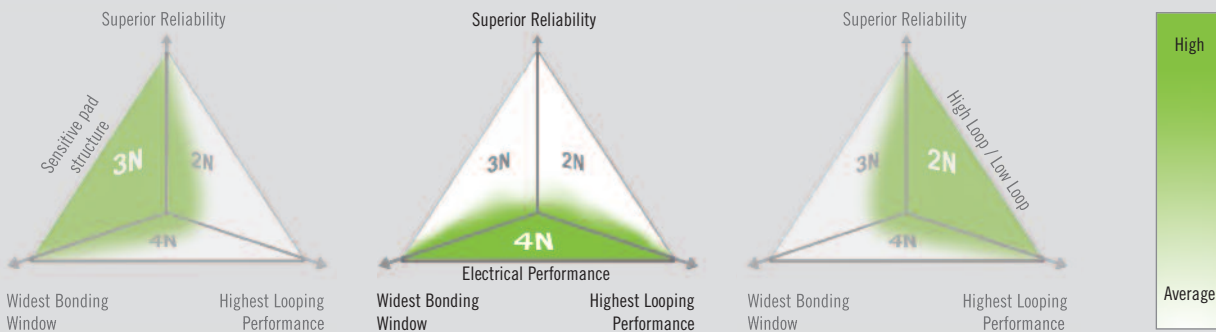 Superior Reliability
Sensitive pad
structure
3N
2N
4N
Widest Bonding
Window
Highest Looping
Performance
Superior Reliability
3N
2N
4N
Electrical Performance
Widest Bonding
Window
Highest Looping
Performance
Superior Reliability
High Loop / Low Loop
3N
2N
4N
Widest Bonding
Window
Highest Looping
Performance
High
Average